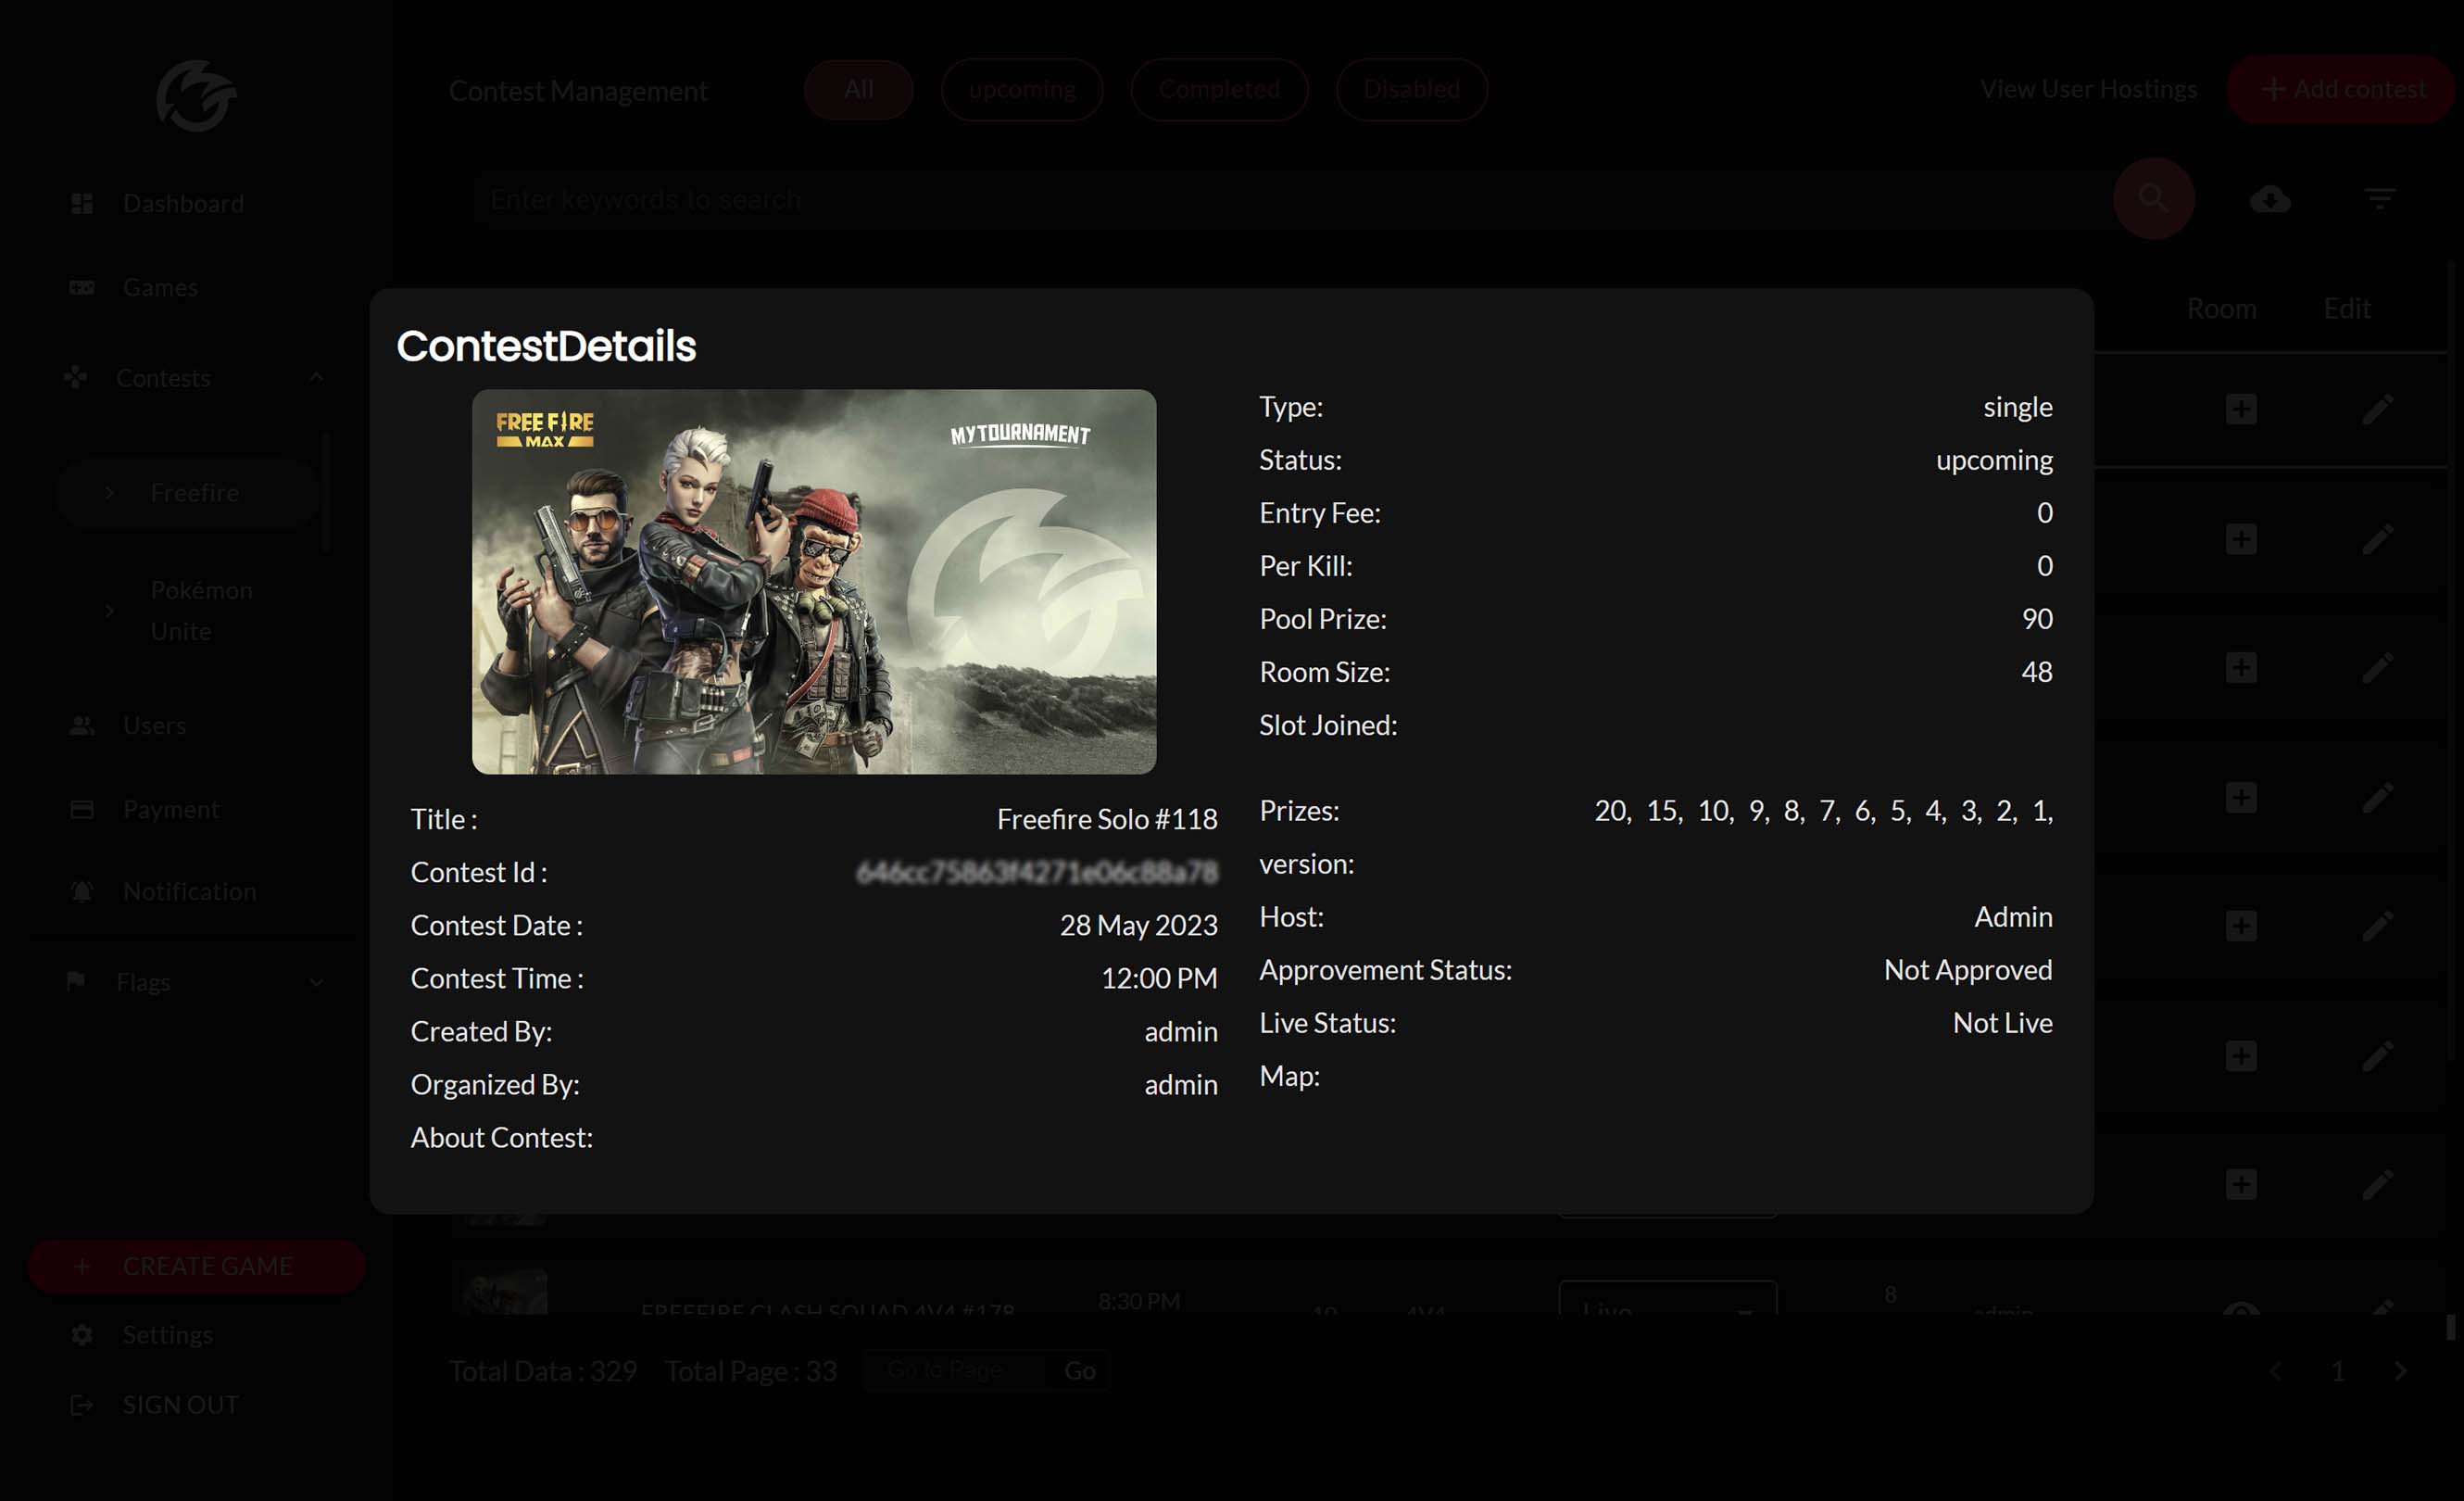 Contest Management
All
upcoming
Completed
Disabled
View User Hostings
+ Add contest
Enter keywords to search
Dashboard
Games
Contests
Freefire
Pokémon
Unite
Users
Payment
Notification
Flags
+ CREATE GAME
Settings
SIGN OUT
Room
Edit
ContestDetails
FREE FIRE
MAX
MYTOURNAMENT
Title : Freefire Solo #118
Contest Id : 646cc75863f4271e06c88a78
Contest Date : 28 May 2023
Contest Time : 12:00 PM
Created By: admin
Organized By: admin
About Contest:
Type: single
Status: upcoming
Entry Fee: 0
Per Kill: 0
Pool Prize: 90
Room Size: 48
Slot Joined:
Prizes: 20, 15, 10, 9, 8, 7, 6, 5, 4, 3, 2, 1,
version:
Host: Admin
Approvement Status: Not Approved
Live Status: Not Live
Map:
FREEFIRE CLASH SQUAD 4V4 #178
8:30 PM
10
4V4
Live
8
admin
Total Data : 329
Total Page : 33
Go to Page
Go
1